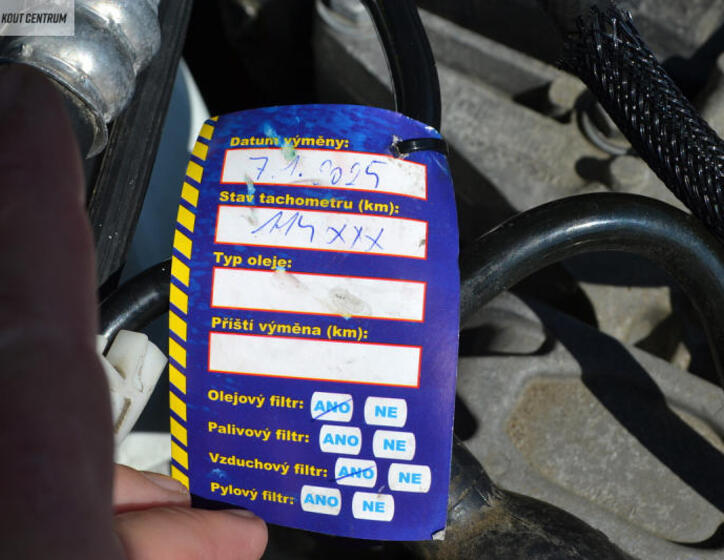 KOUT CENTRUM
Datum výměny:
7.1.2025
Stav tachometru (km):
114 xxx
Typ oleje:
Příští výměna (km):
Olejový filtr: ANO NE
Palivový filtr: ANO NE
Vzduchový filtr: ANO NE
Pylový filtr: ANO NE